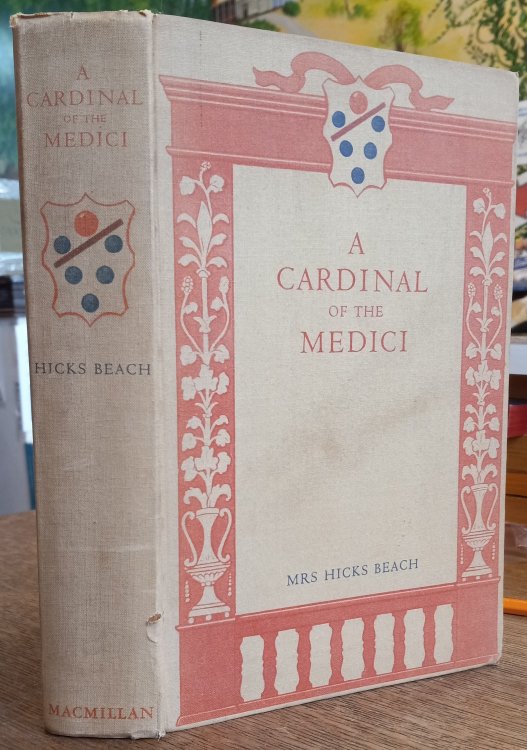 A
CARDINAL
OF THE
MEDICI
HICKS BEACH
MACMILLAN
A
CARDINAL
OF THE
MEDICI
MRS HICKS BEACH